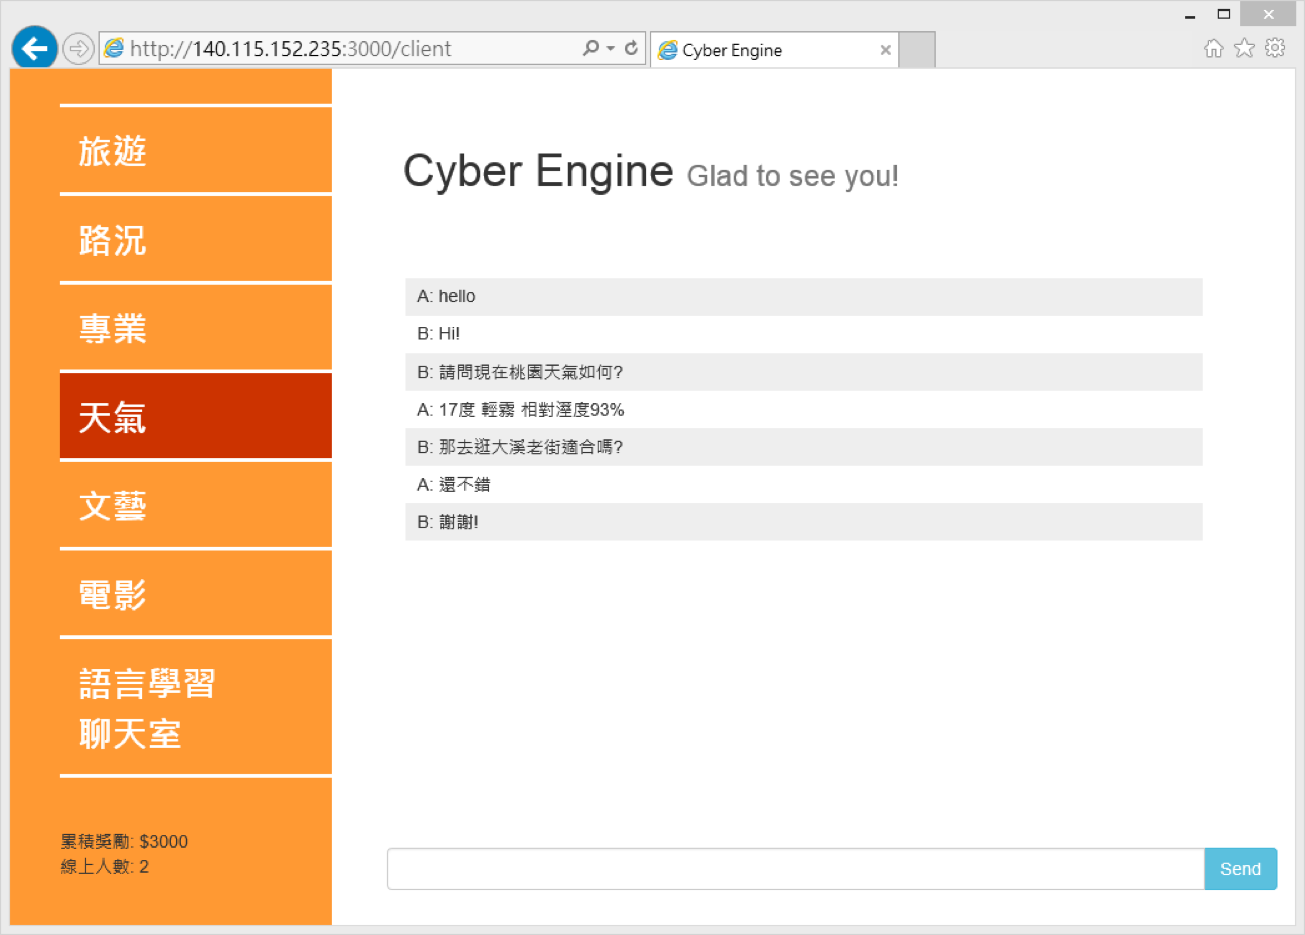 http://140.115.152.235:3000/client
Cyber Engine
旅遊
路況
專業
天氣
文藝
電影
語言學習
聊天室
累積獎勵: $3000
線上人數: 2
Cyber Engine Glad to see you!
A: hello
B: Hi!
B: 請問現在桃園天氣如何?
A: 17度 輕霧 相對溼度93%
B: 那去逛大溪老街適合嗎?
A: 還不錯
B: 謝謝!
Send